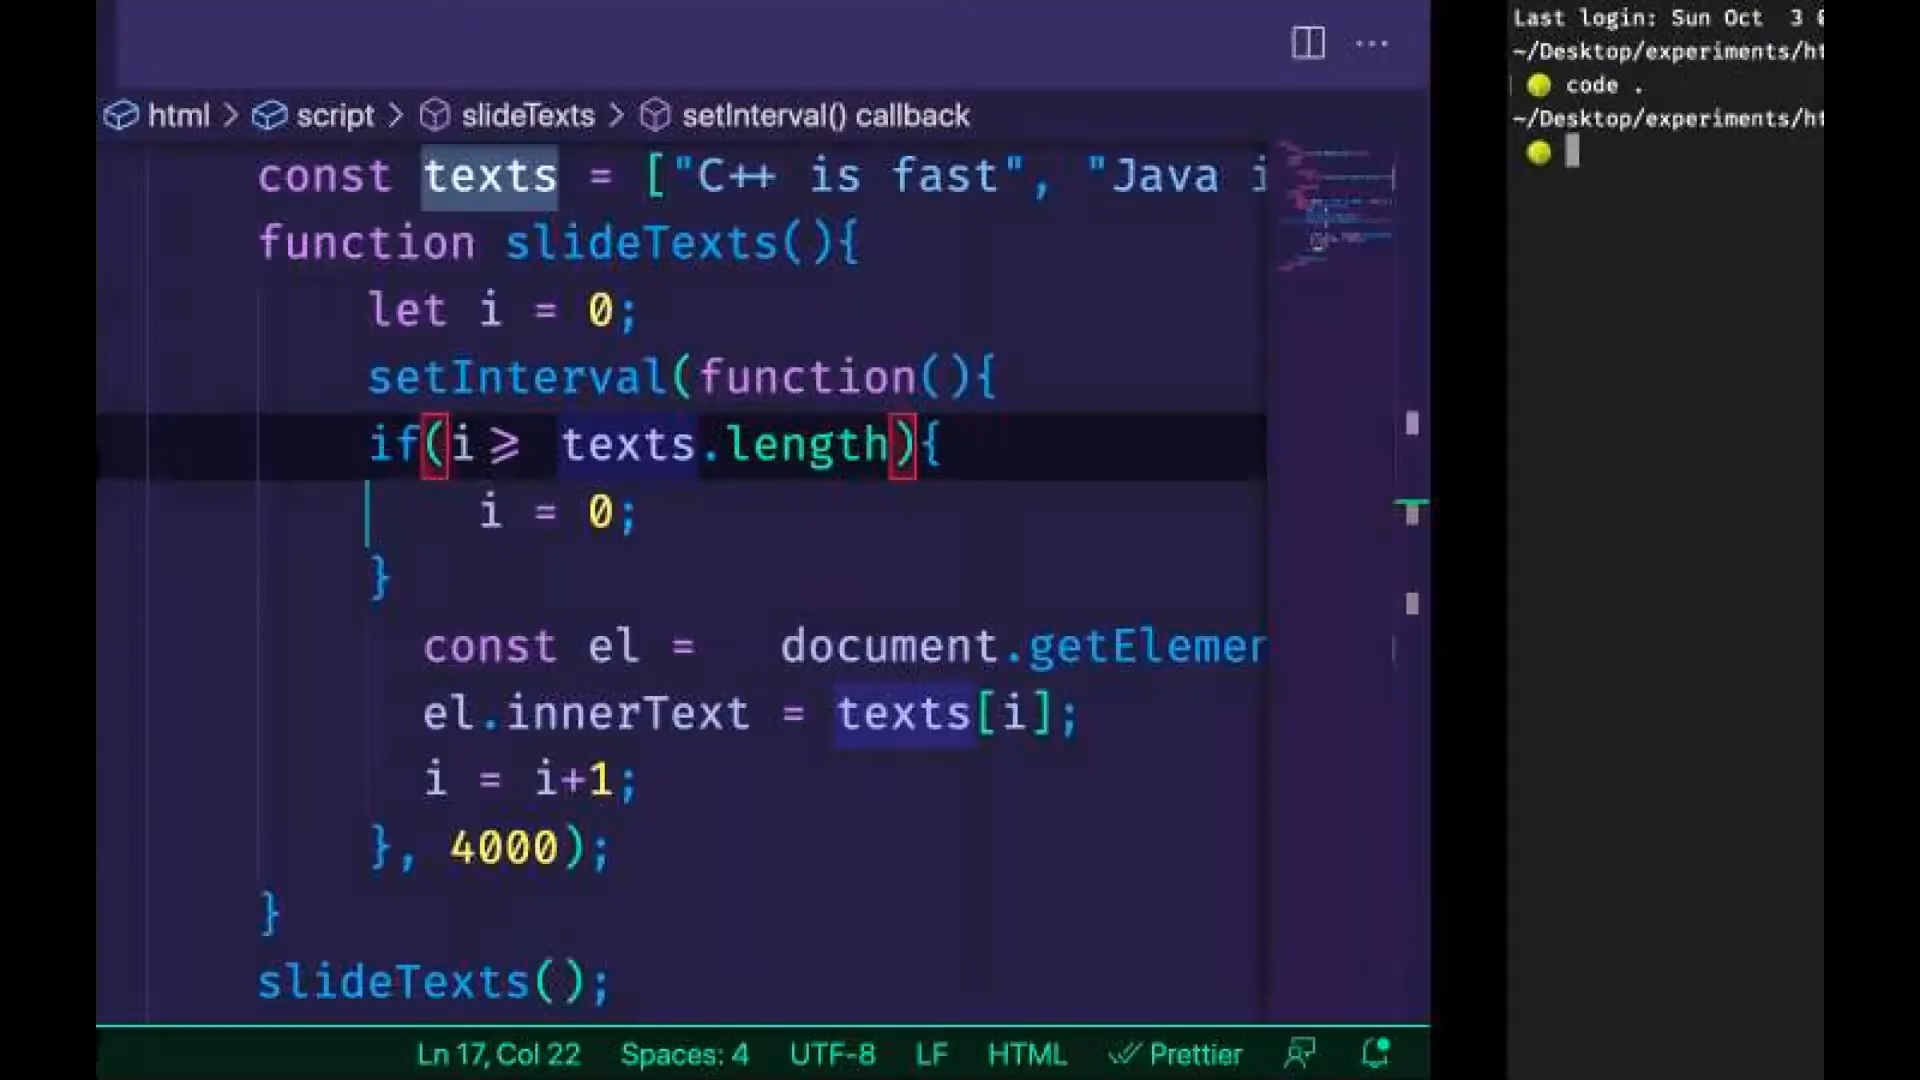 html > script > slideTexts > setInterval() callback
const texts = ["C++ is fast", "Java i
function slideTexts(){
let i = 0;
setInterval(function(){
if(i>= texts.length){
i = 0;
}
const el = document.getElemen
el.innerText = texts[i];
i = i+1;
}, 4000);
}
slideTexts();
Ln 17, Col 22 Spaces: 4 UTF-8 LF HTML Prettier
Last login: Sun Oct 3 0
~/Desktop/experiments/ht
code .
~/Desktop/experiments/ht